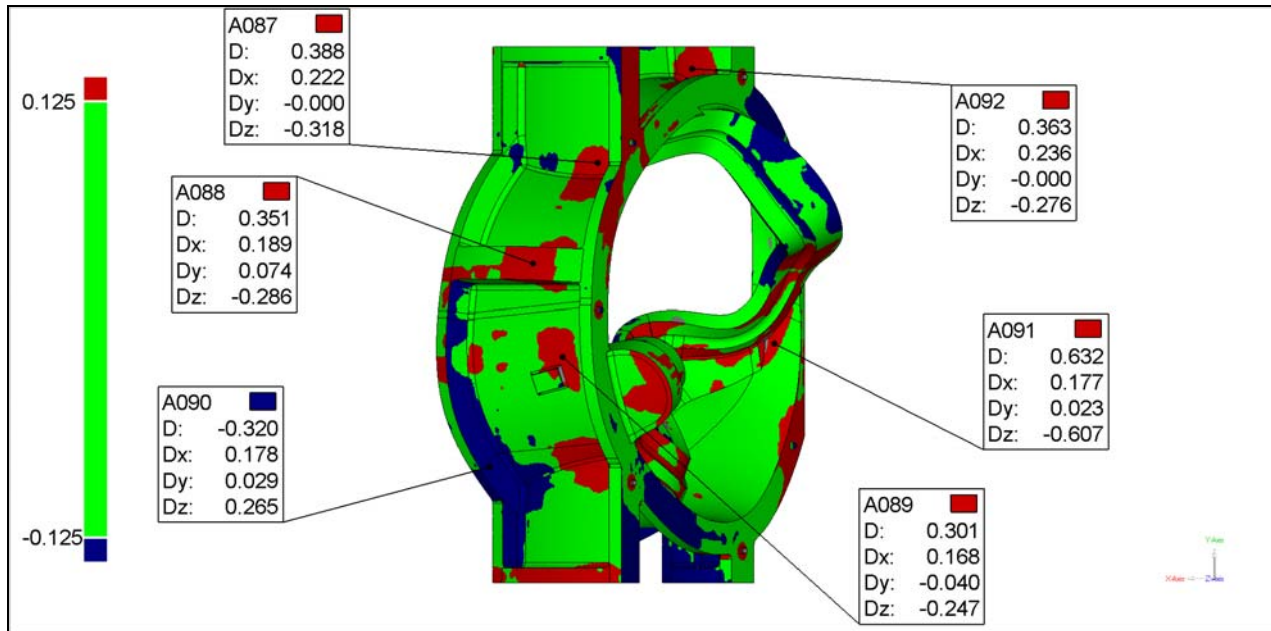 0.125
-0.125
A087
D: 0.388
Dx: 0.222
Dy: -0.000
Dz: -0.318
A088
D: 0.351
Dx: 0.189
Dy: 0.074
Dz: -0.286
A090
D: -0.320
Dx: 0.178
Dy: 0.029
Dz: 0.265
A092
D: 0.363
Dx: 0.236
Dy: -0.000
Dz: -0.276
A091
D: 0.632
Dx: 0.177
Dy: 0.023
Dz: -0.607
A089
D: 0.301
Dx: 0.168
Dy: -0.040
Dz: -0.247
Y-Axis
X-Axis
Z-Axis